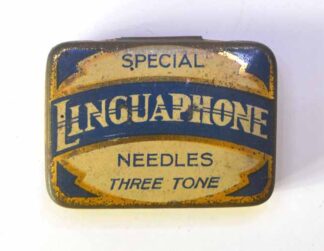 SPECIAL
LINGUAPHONE
NEEDLES
THREE TONE